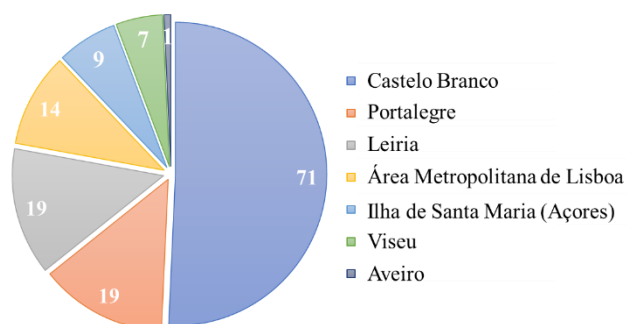 1
7
9
14
19
19
71
Castelo Branco
Portalegre
Leiria
Área Metropolitana de Lisboa
Ilha de Santa Maria (Açores)
Viseu
Aveiro